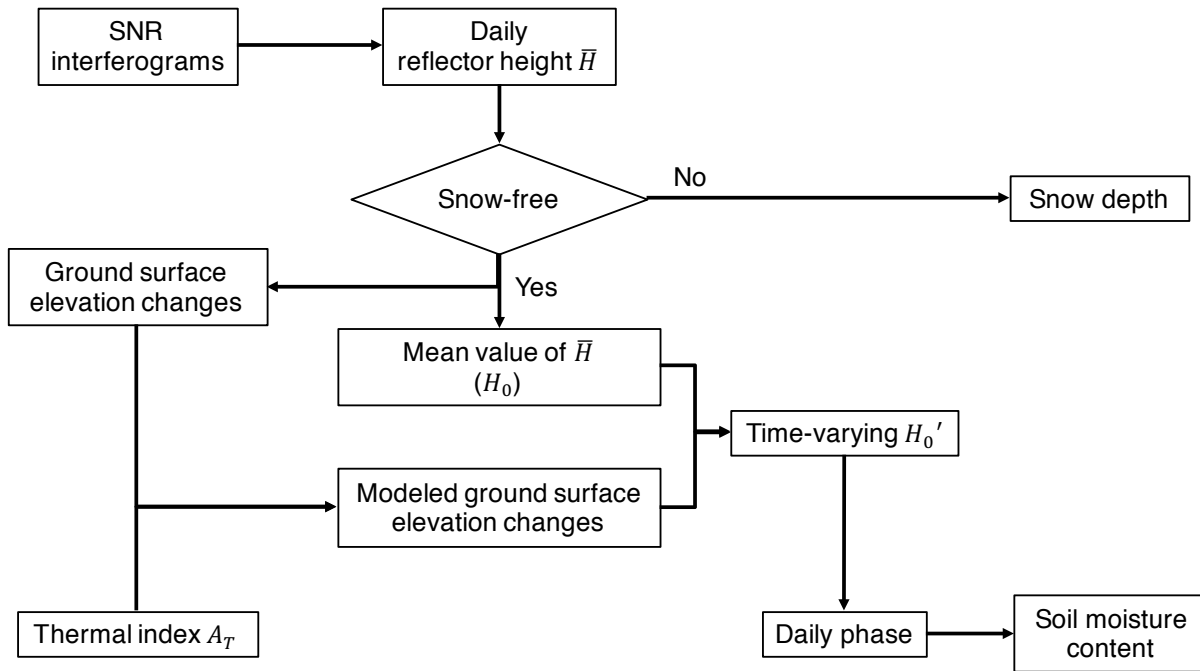 SNR
interferograms
Daily
reflector height H̅
Snow-free
No
Snow depth
Yes
Ground surface
elevation changes
Mean value of H̅
(H₀)
Time-varying H₀′
Modeled ground surface
elevation changes
Thermal index A_T
Daily phase
Soil moisture
content